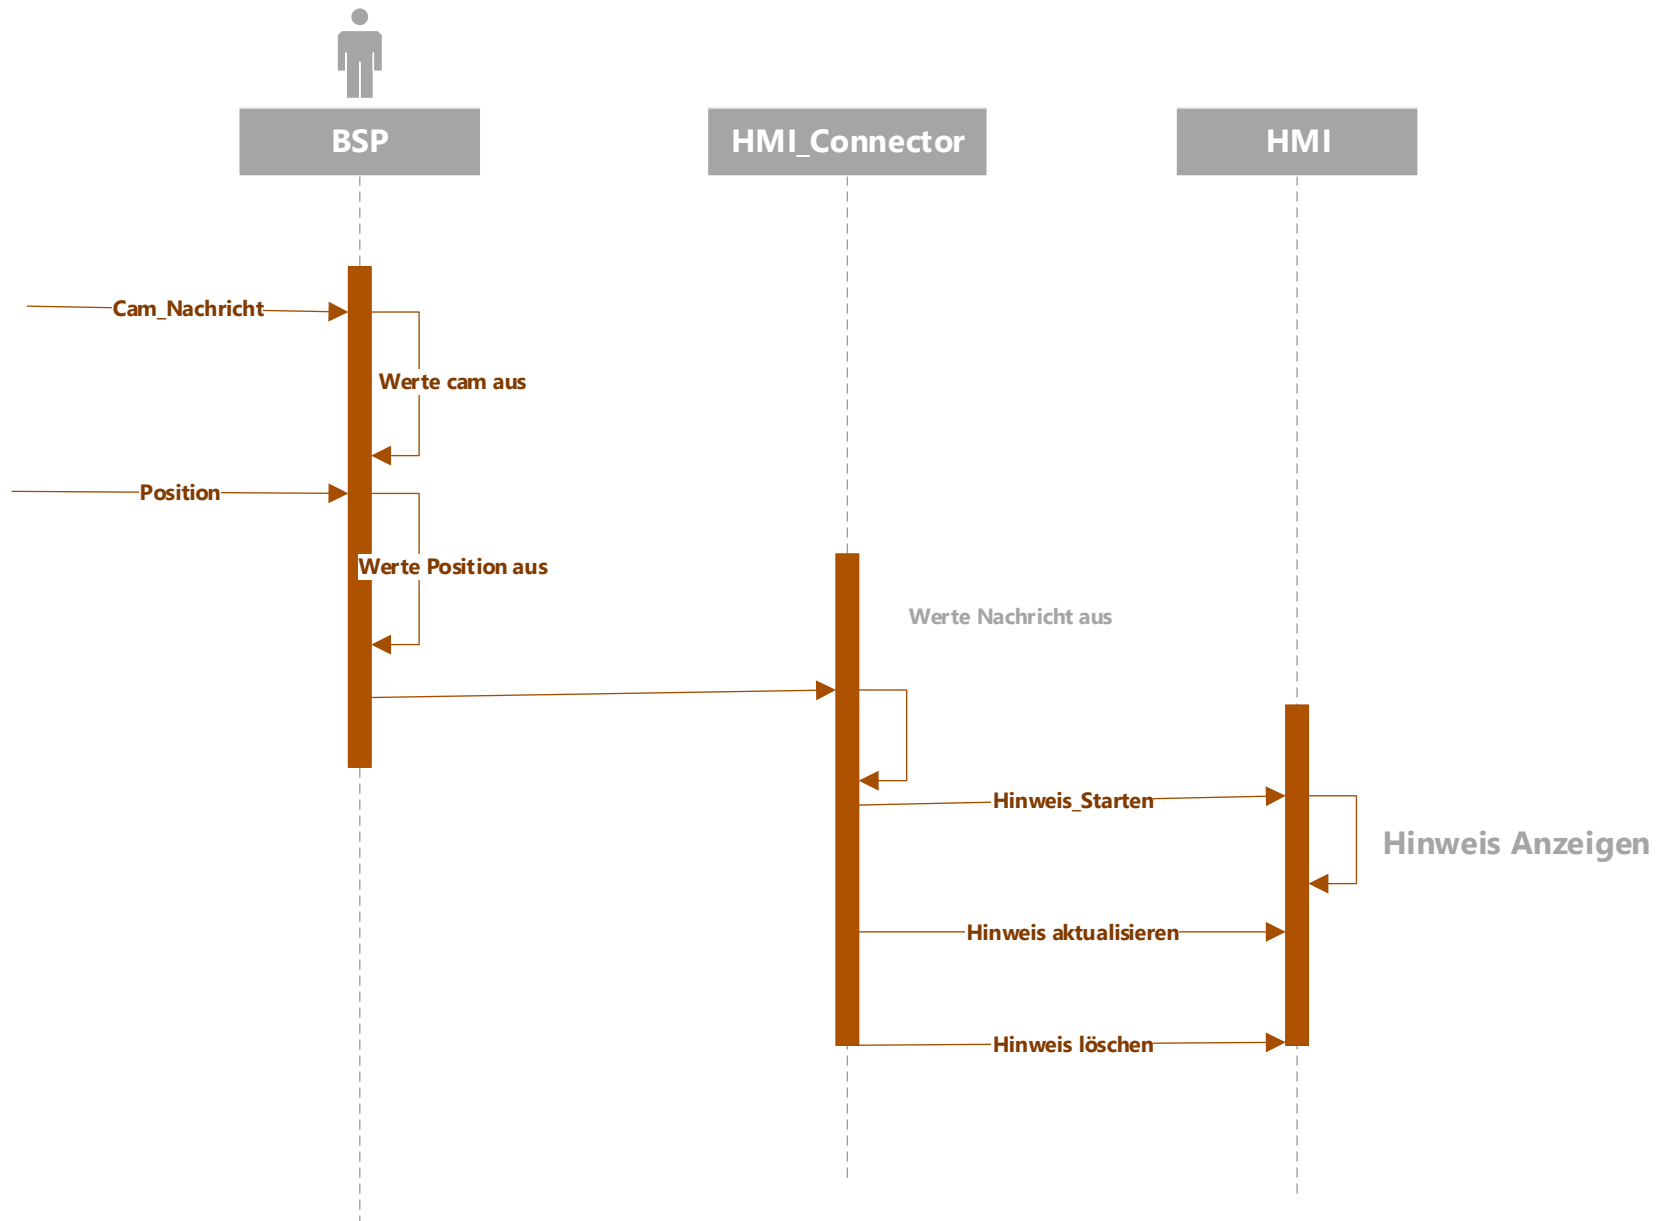 BSP
HMI_Connector
HMI
Cam_Nachricht
Werte cam aus
Position
Werte Position aus
Werte Nachricht aus
Hinweis_Starten
Hinweis Anzeigen
Hinweis aktualisieren
Hinweis löschen